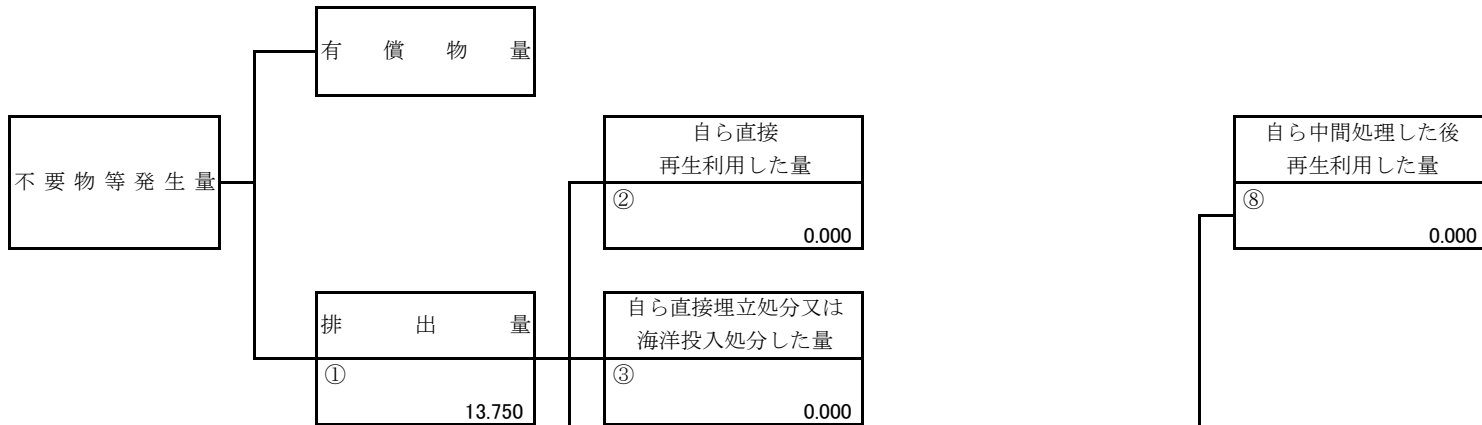 有償物量
不要物等発生量
自ら直接
再生利用した量
②
0.000
自ら中間処理した後
再生利用した量
⑧
0.000
排出量
①
13.750
自ら直接埋立処分又は
海洋投入処分した量
③
0.000